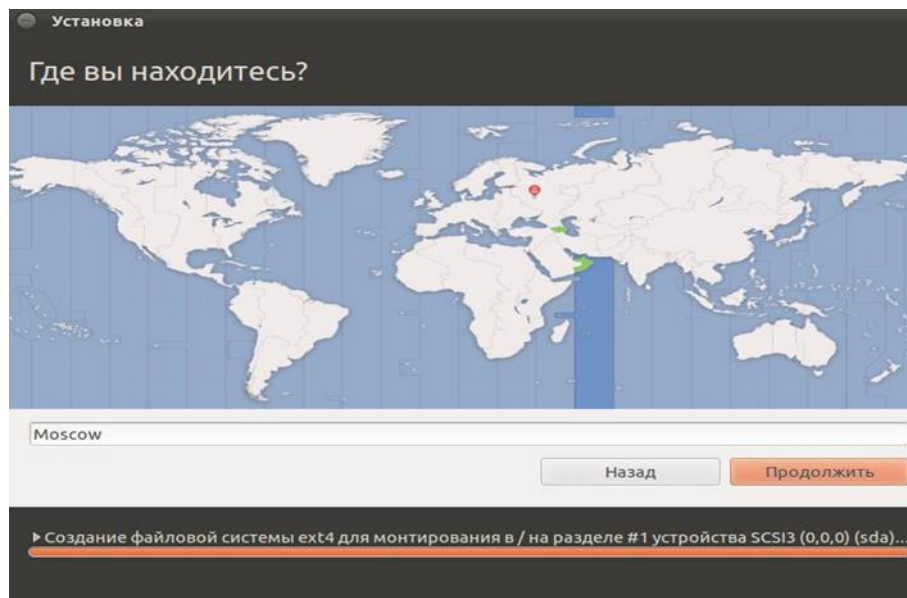 Установка
Где вы находитесь?
Moscow
Назад
Продолжить
Создание файловой системы ext4 для монтирования в / на разделе #1 устройства SCSI3 (0,0,0) (sda)...